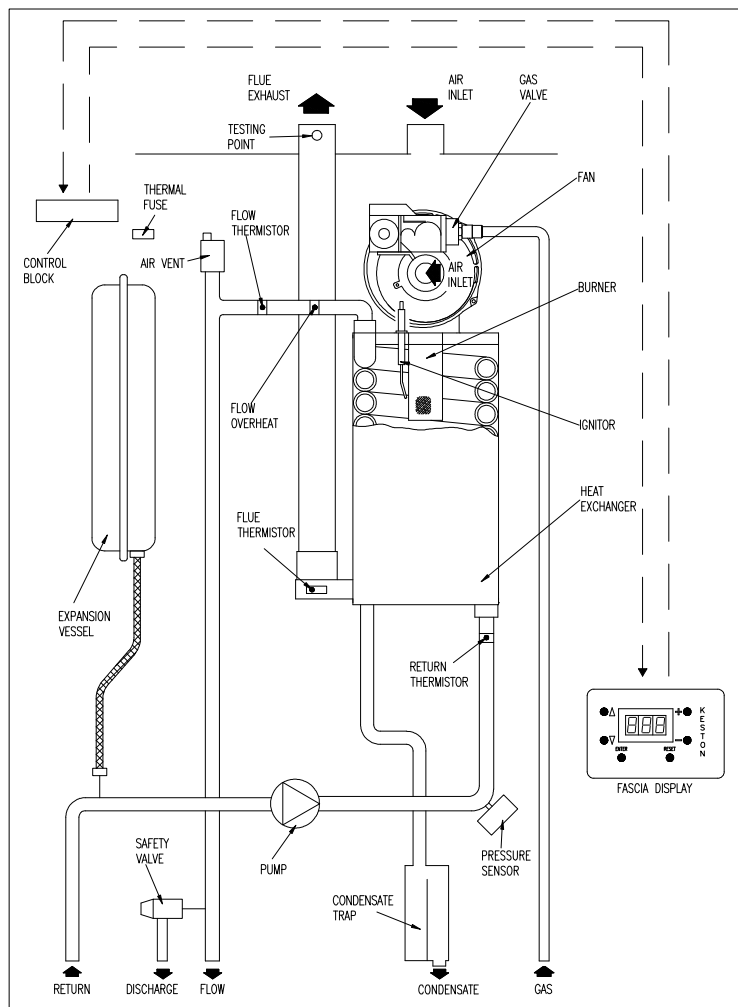 FLUE
EXHAUST
AIR
INLET
GAS
VALVE
TESTING
POINT
THERMAL
FUSE
FAN
FLOW
THERMISTOR
CONTROL
BLOCK
AIR VENT
AIR
INLET
BURNER
FLOW
OVERHEAT
IGNITOR
HEAT
EXCHANGER
FLUE
THERMISTOR
EXPANSION
VESSEL
RETURN
THERMISTOR
KESTON
888
+
-
ENTER
RESET
FASCIA DISPLAY
SAFETY
VALVE
PUMP
PRESSURE
SENSOR
CONDENSATE
TRAP
RETURN
DISCHARGE
FLOW
CONDENSATE
GAS